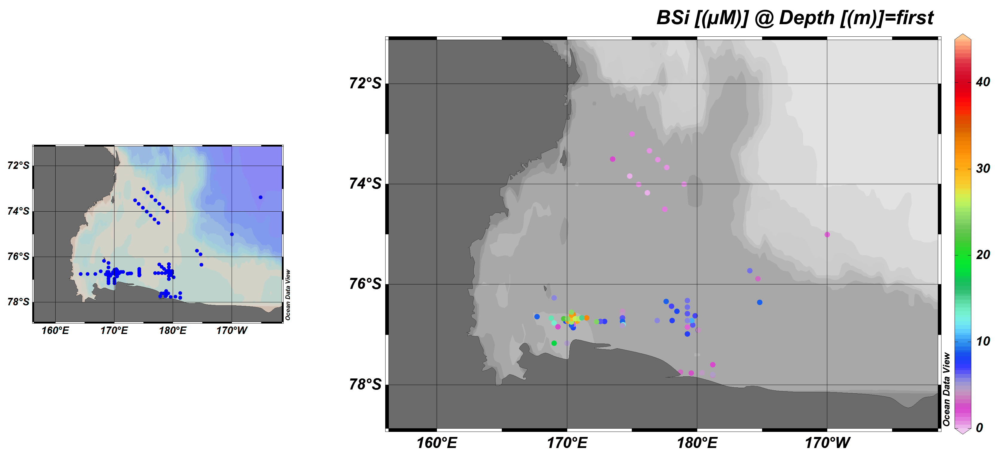 BSi [(µM)] @ Depth [(m)]=first
72°S
74°S
76°S
78°S
160°E
170°E
180°E
170°W
Ocean Data View
72°S
74°S
76°S
78°S
160°E
170°E
180°E
170°W
Ocean Data View
40
30
20
10
0